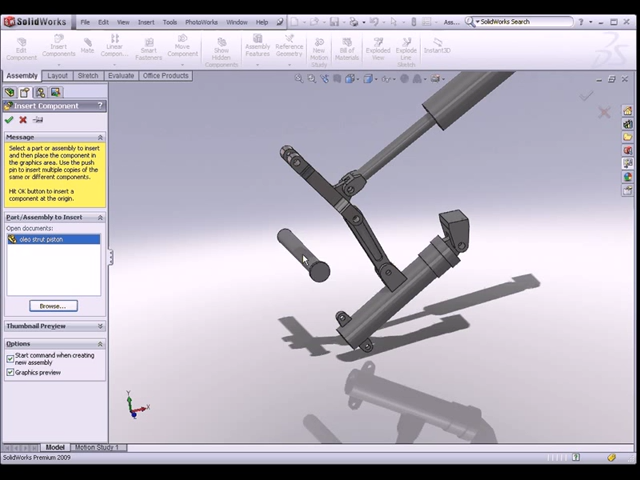 SolidWorks File Edit View Insert Tools PhotoWorks Window Help Ass... SolidWorks Search
Edit Component Insert Components Mate Linear Compon... Smart Fasteners Move Component Show Hidden Components Assembly Features Reference Geometry New Motion Study Bill of Materials Exploded View Explode Line Sketch Instant3D
Assembly Layout Sketch Evaluate Office Products
Insert Component ?
Message
Select a part or assembly to insert
and then place the component in
the graphics area. Use the push
pin to insert multiple copies of the
same or different components.
Hit OK button to insert a
component at the origin.
Part/Assembly to Insert
Open documents:
oleo strut piston
Browse...
Thumbnail Preview
Options
Start command when creating
new assembly
Graphics preview
Y
X
Z
Model Motion Study 1
SolidWorks Premium 2009